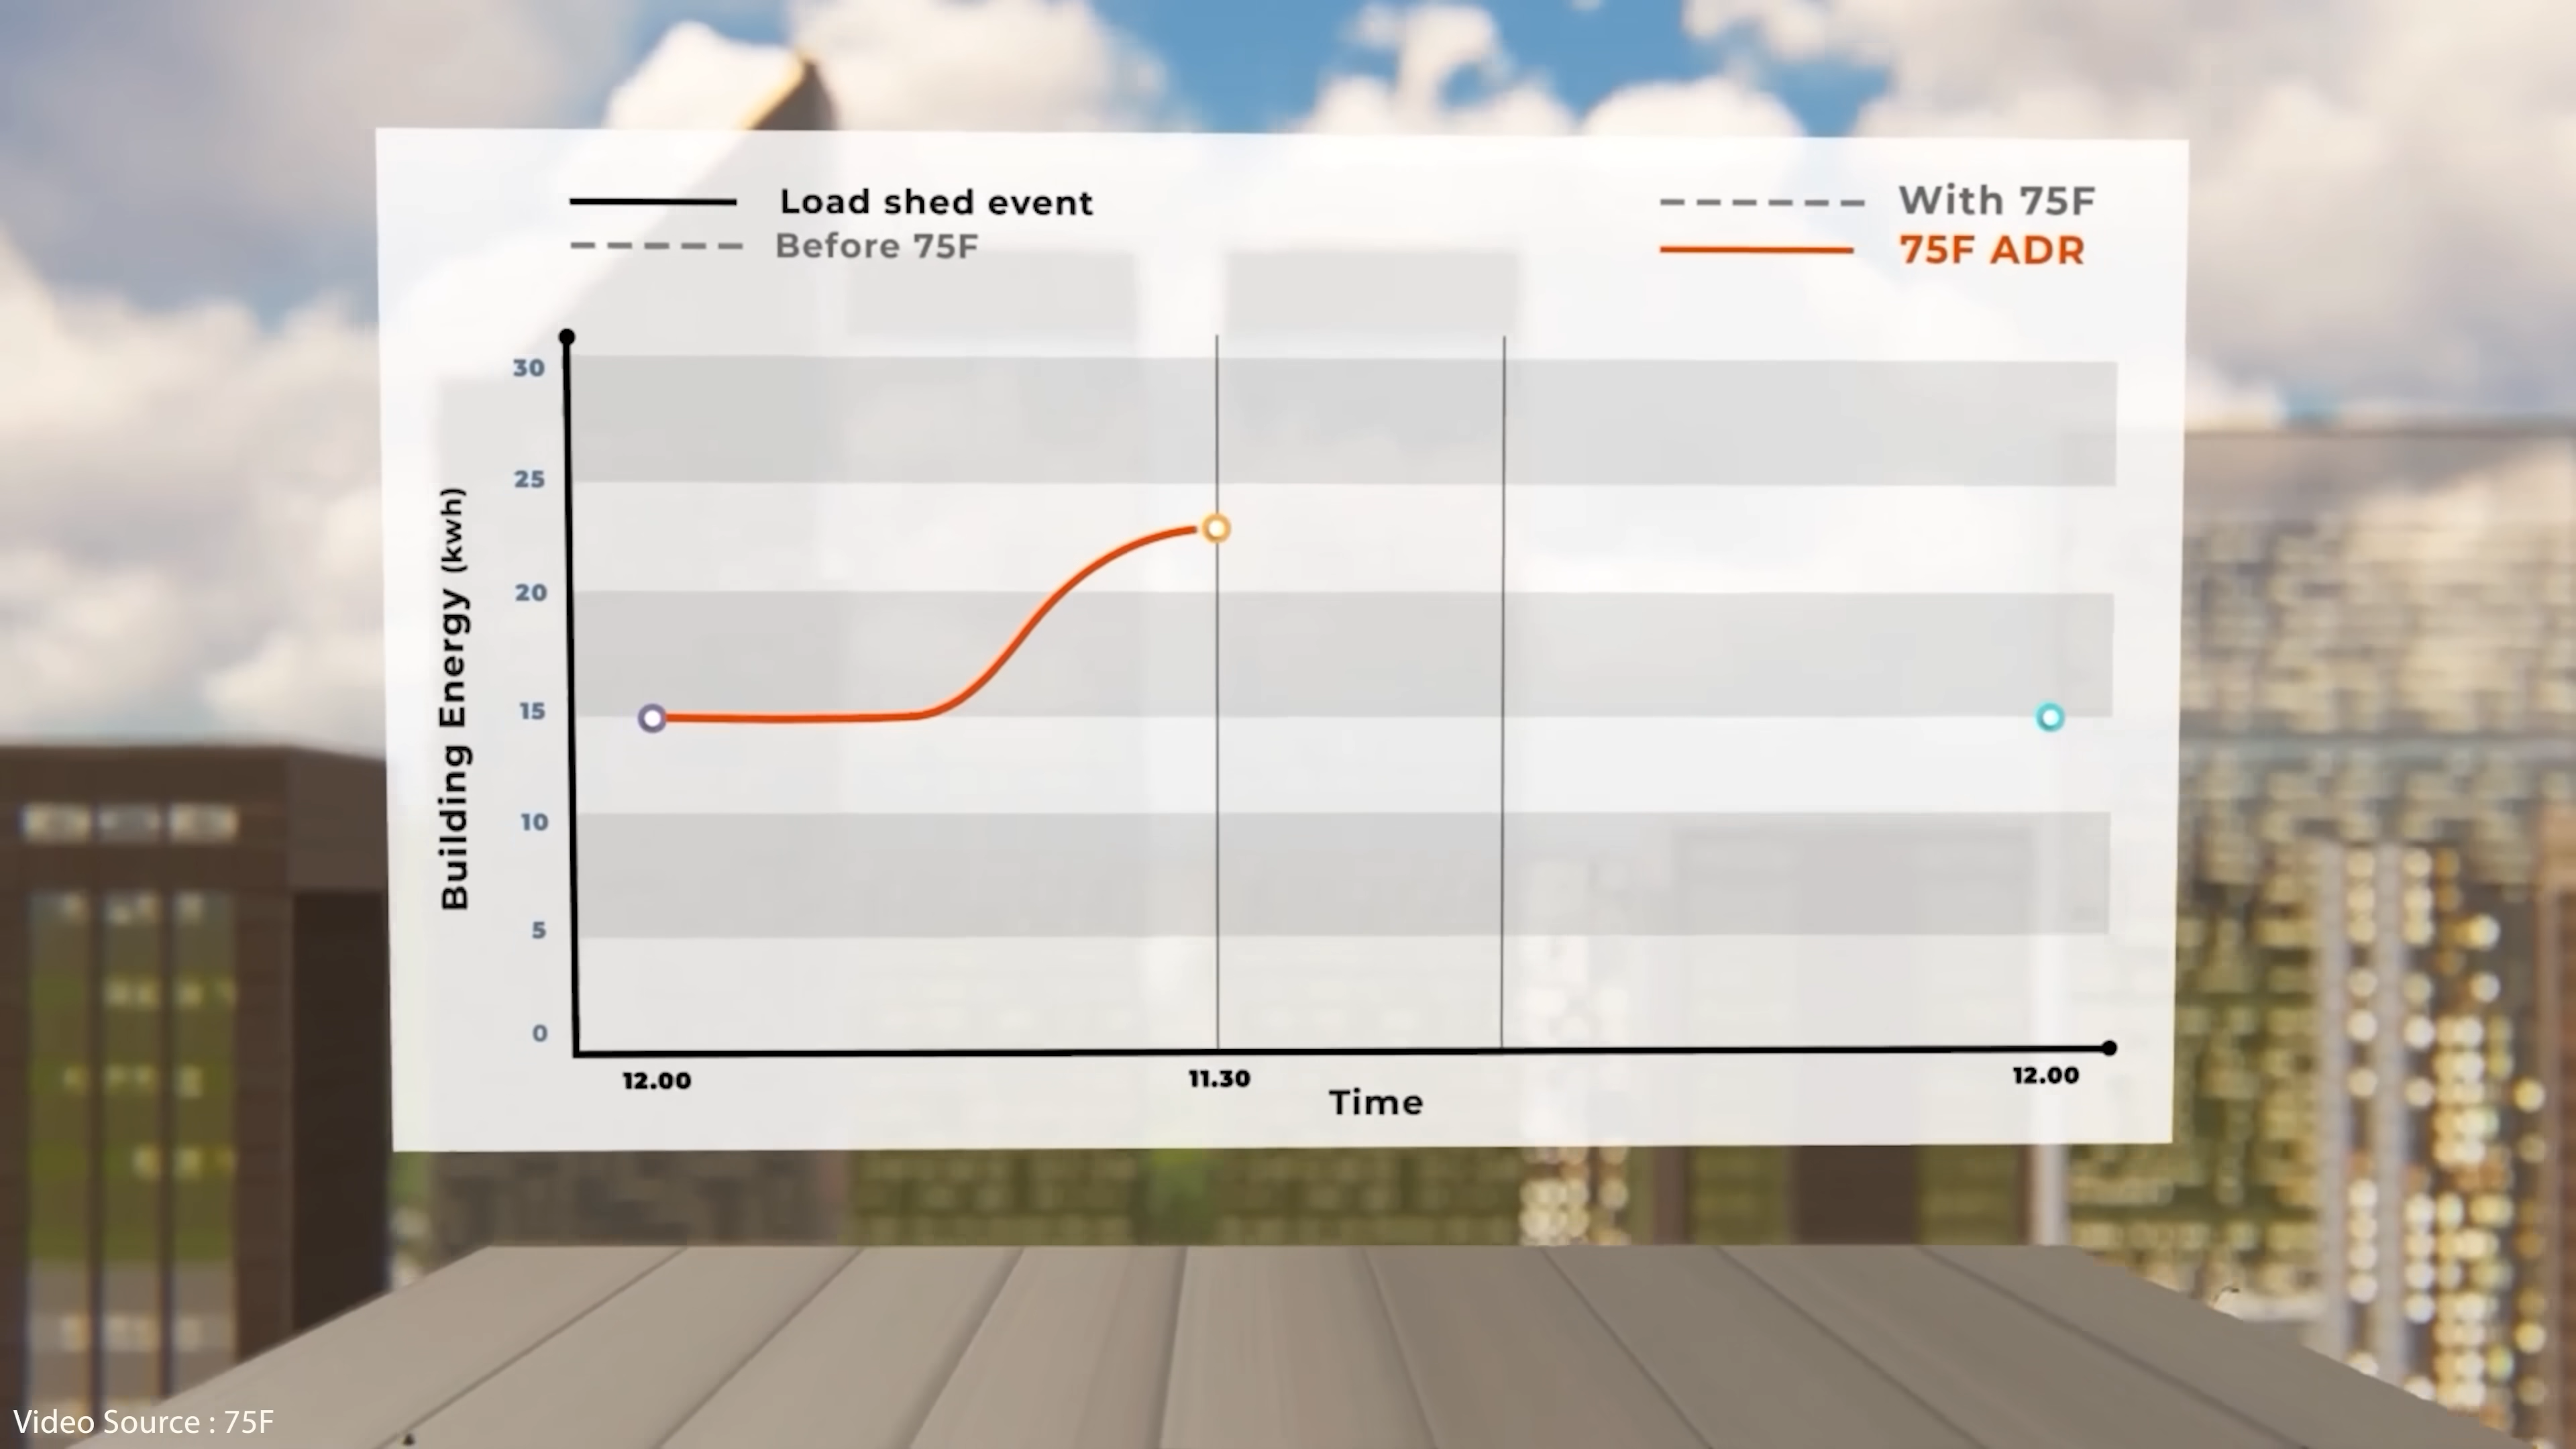 Load shed event
Before 75F
With 75F
75F ADR
30
25
20
15
10
5
0
Building Energy (kwh)
12.00
11.30
12.00
Time
Video Source : 75F